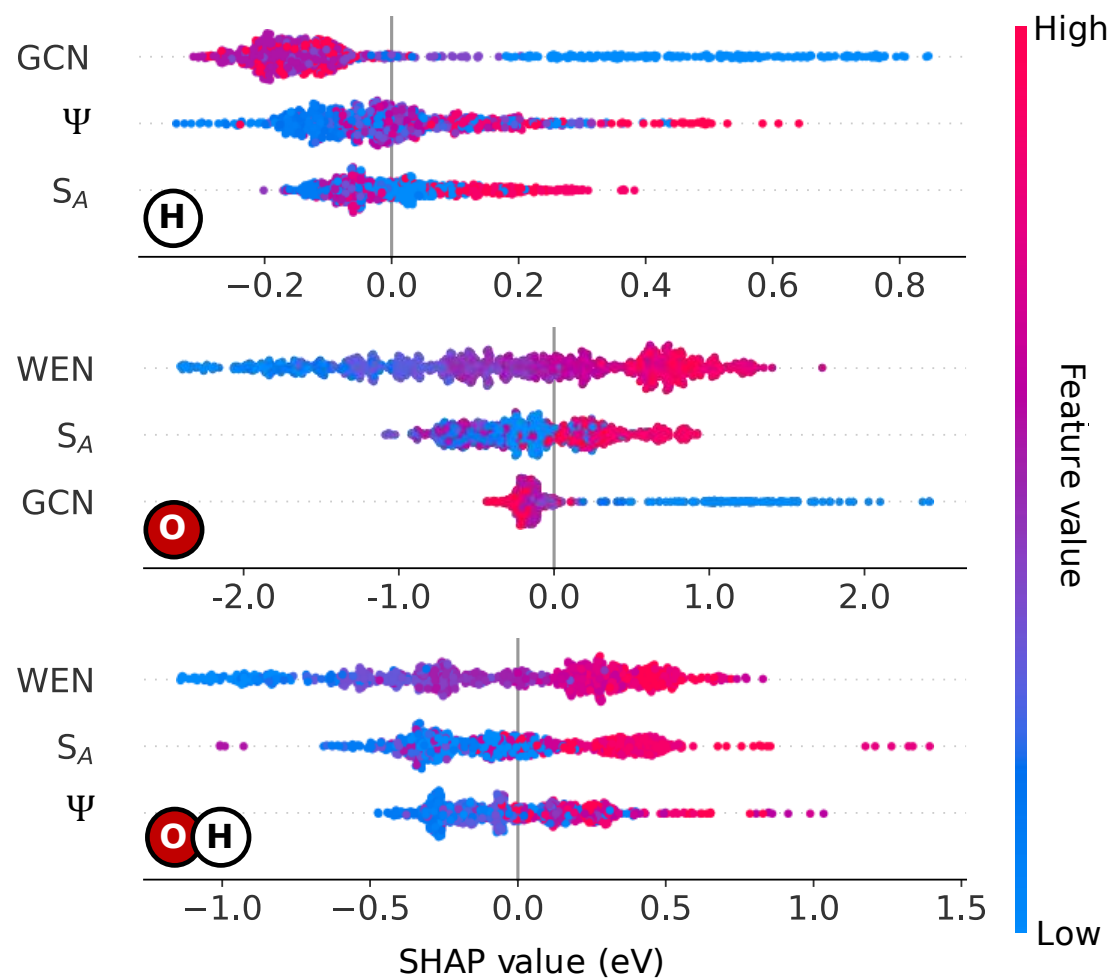 High
GCN
Ψ
S_A
H
−0.2 0.0 0.2 0.4 0.6 0.8
WEN
S_A
GCN
O
-2.0 -1.0 0.0 1.0 2.0
WEN
S_A
Ψ
O H
−1.0 −0.5 0.0 0.5 1.0 1.5
SHAP value (eV)
Feature value
Low